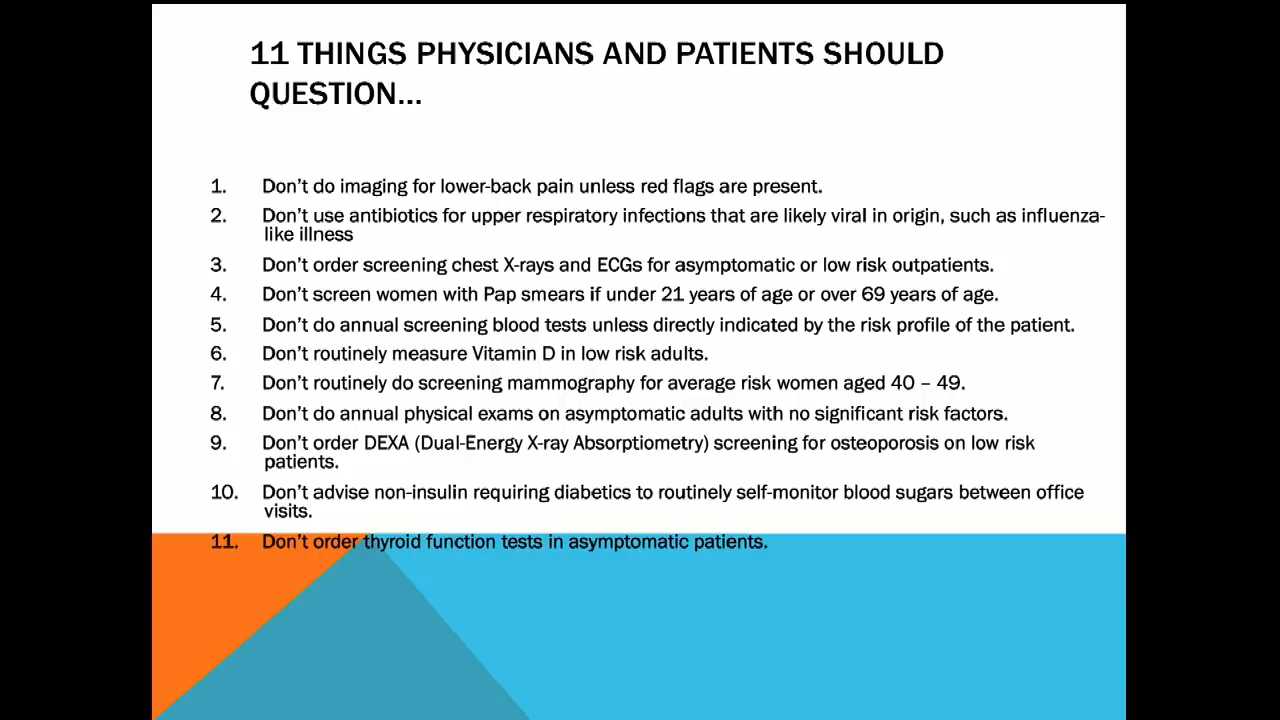 11 THINGS PHYSICIANS AND PATIENTS SHOULD
QUESTION...
1. Don't do imaging for lower-back pain unless red flags are present.
2. Don't use antibiotics for upper respiratory infections that are likely viral in origin, such as influenza-
like illness
3. Don't order screening chest X-rays and ECGs for asymptomatic or low risk outpatients.
4. Don't screen women with Pap smears if under 21 years of age or over 69 years of age.
5. Don't do annual screening blood tests unless directly indicated by the risk profile of the patient.
6. Don't routinely measure Vitamin D in low risk adults.
7. Don't routinely do screening mammography for average risk women aged 40 – 49.
8. Don't do annual physical exams on asymptomatic adults with no significant risk factors.
9. Don't order DEXA (Dual-Energy X-ray Absorptiometry) screening for osteoporosis on low risk
patients.
10. Don't advise non-insulin requiring diabetics to routinely self-monitor blood sugars between office
visits.
11. Don't order thyroid function tests in asymptomatic patients.